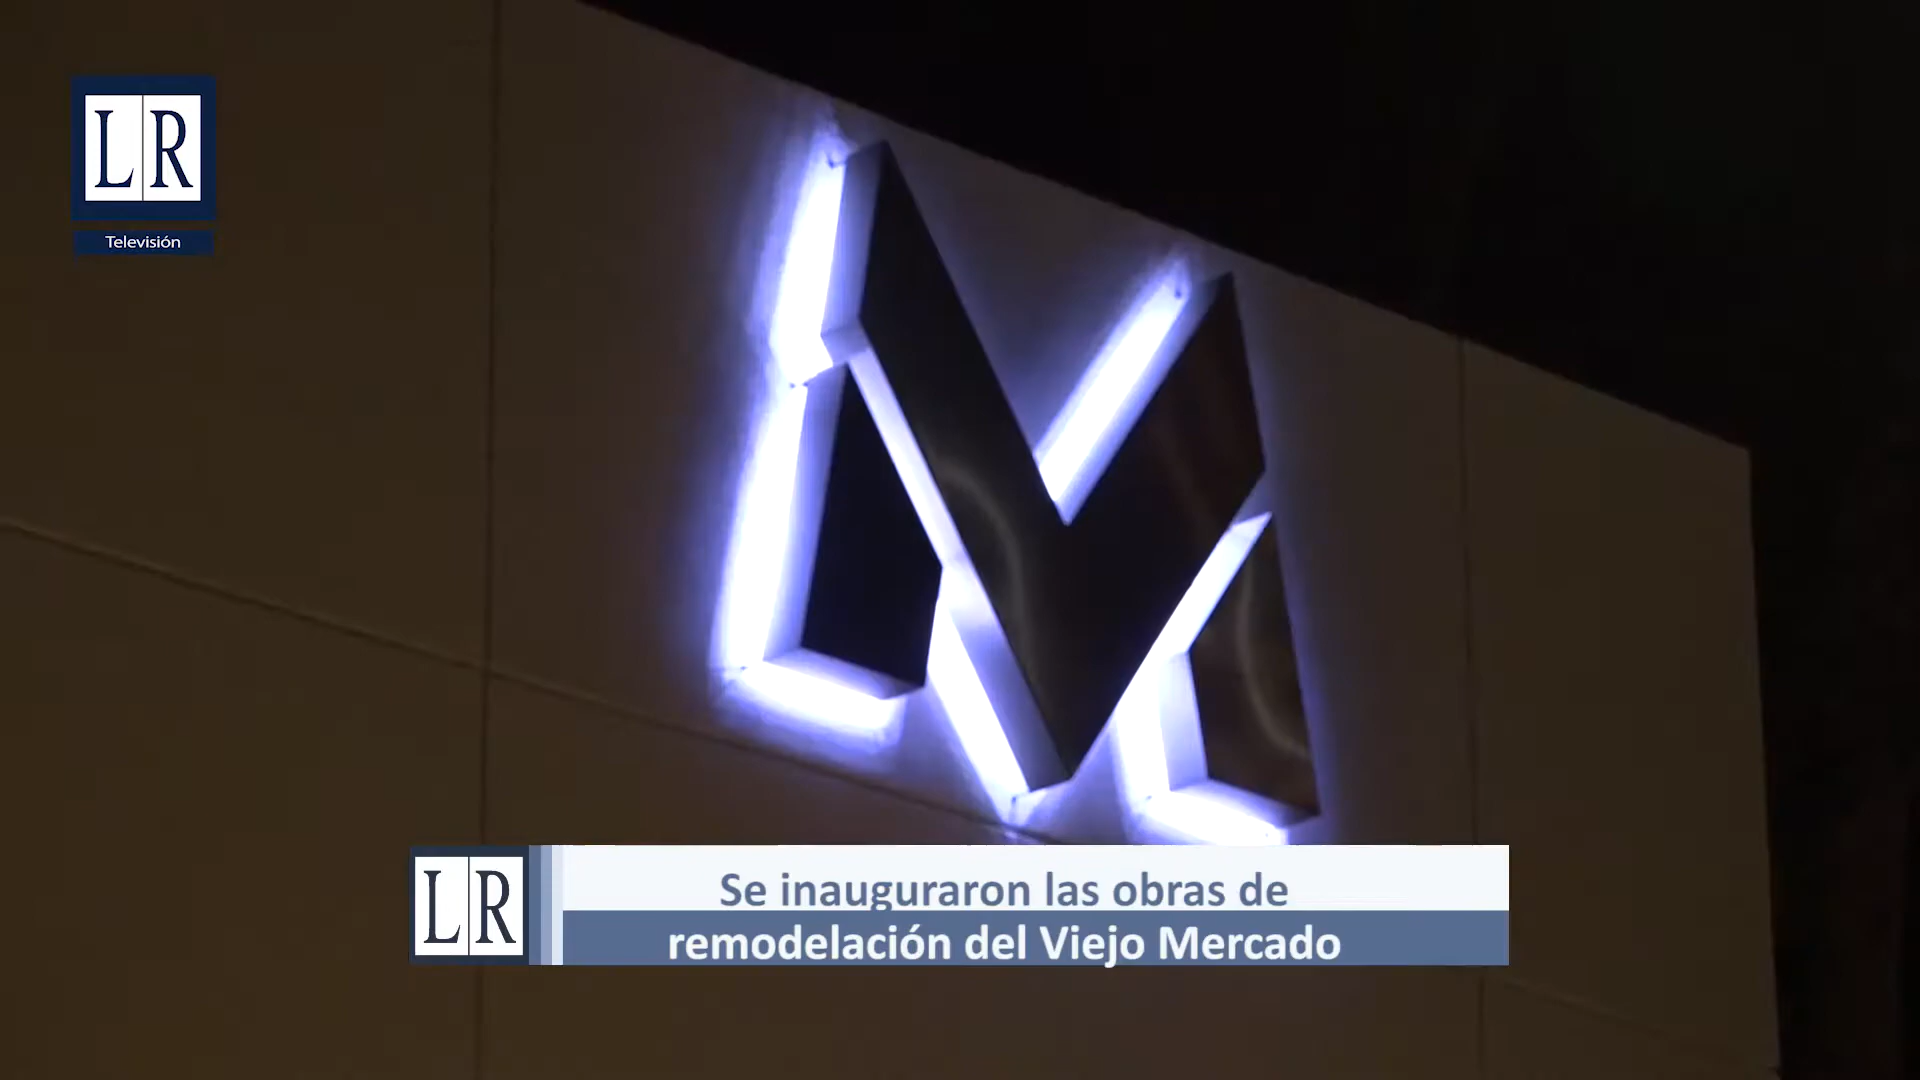 LR
Televisión
LR
Se inauguraron las obras de
remodelación del Viejo Mercado